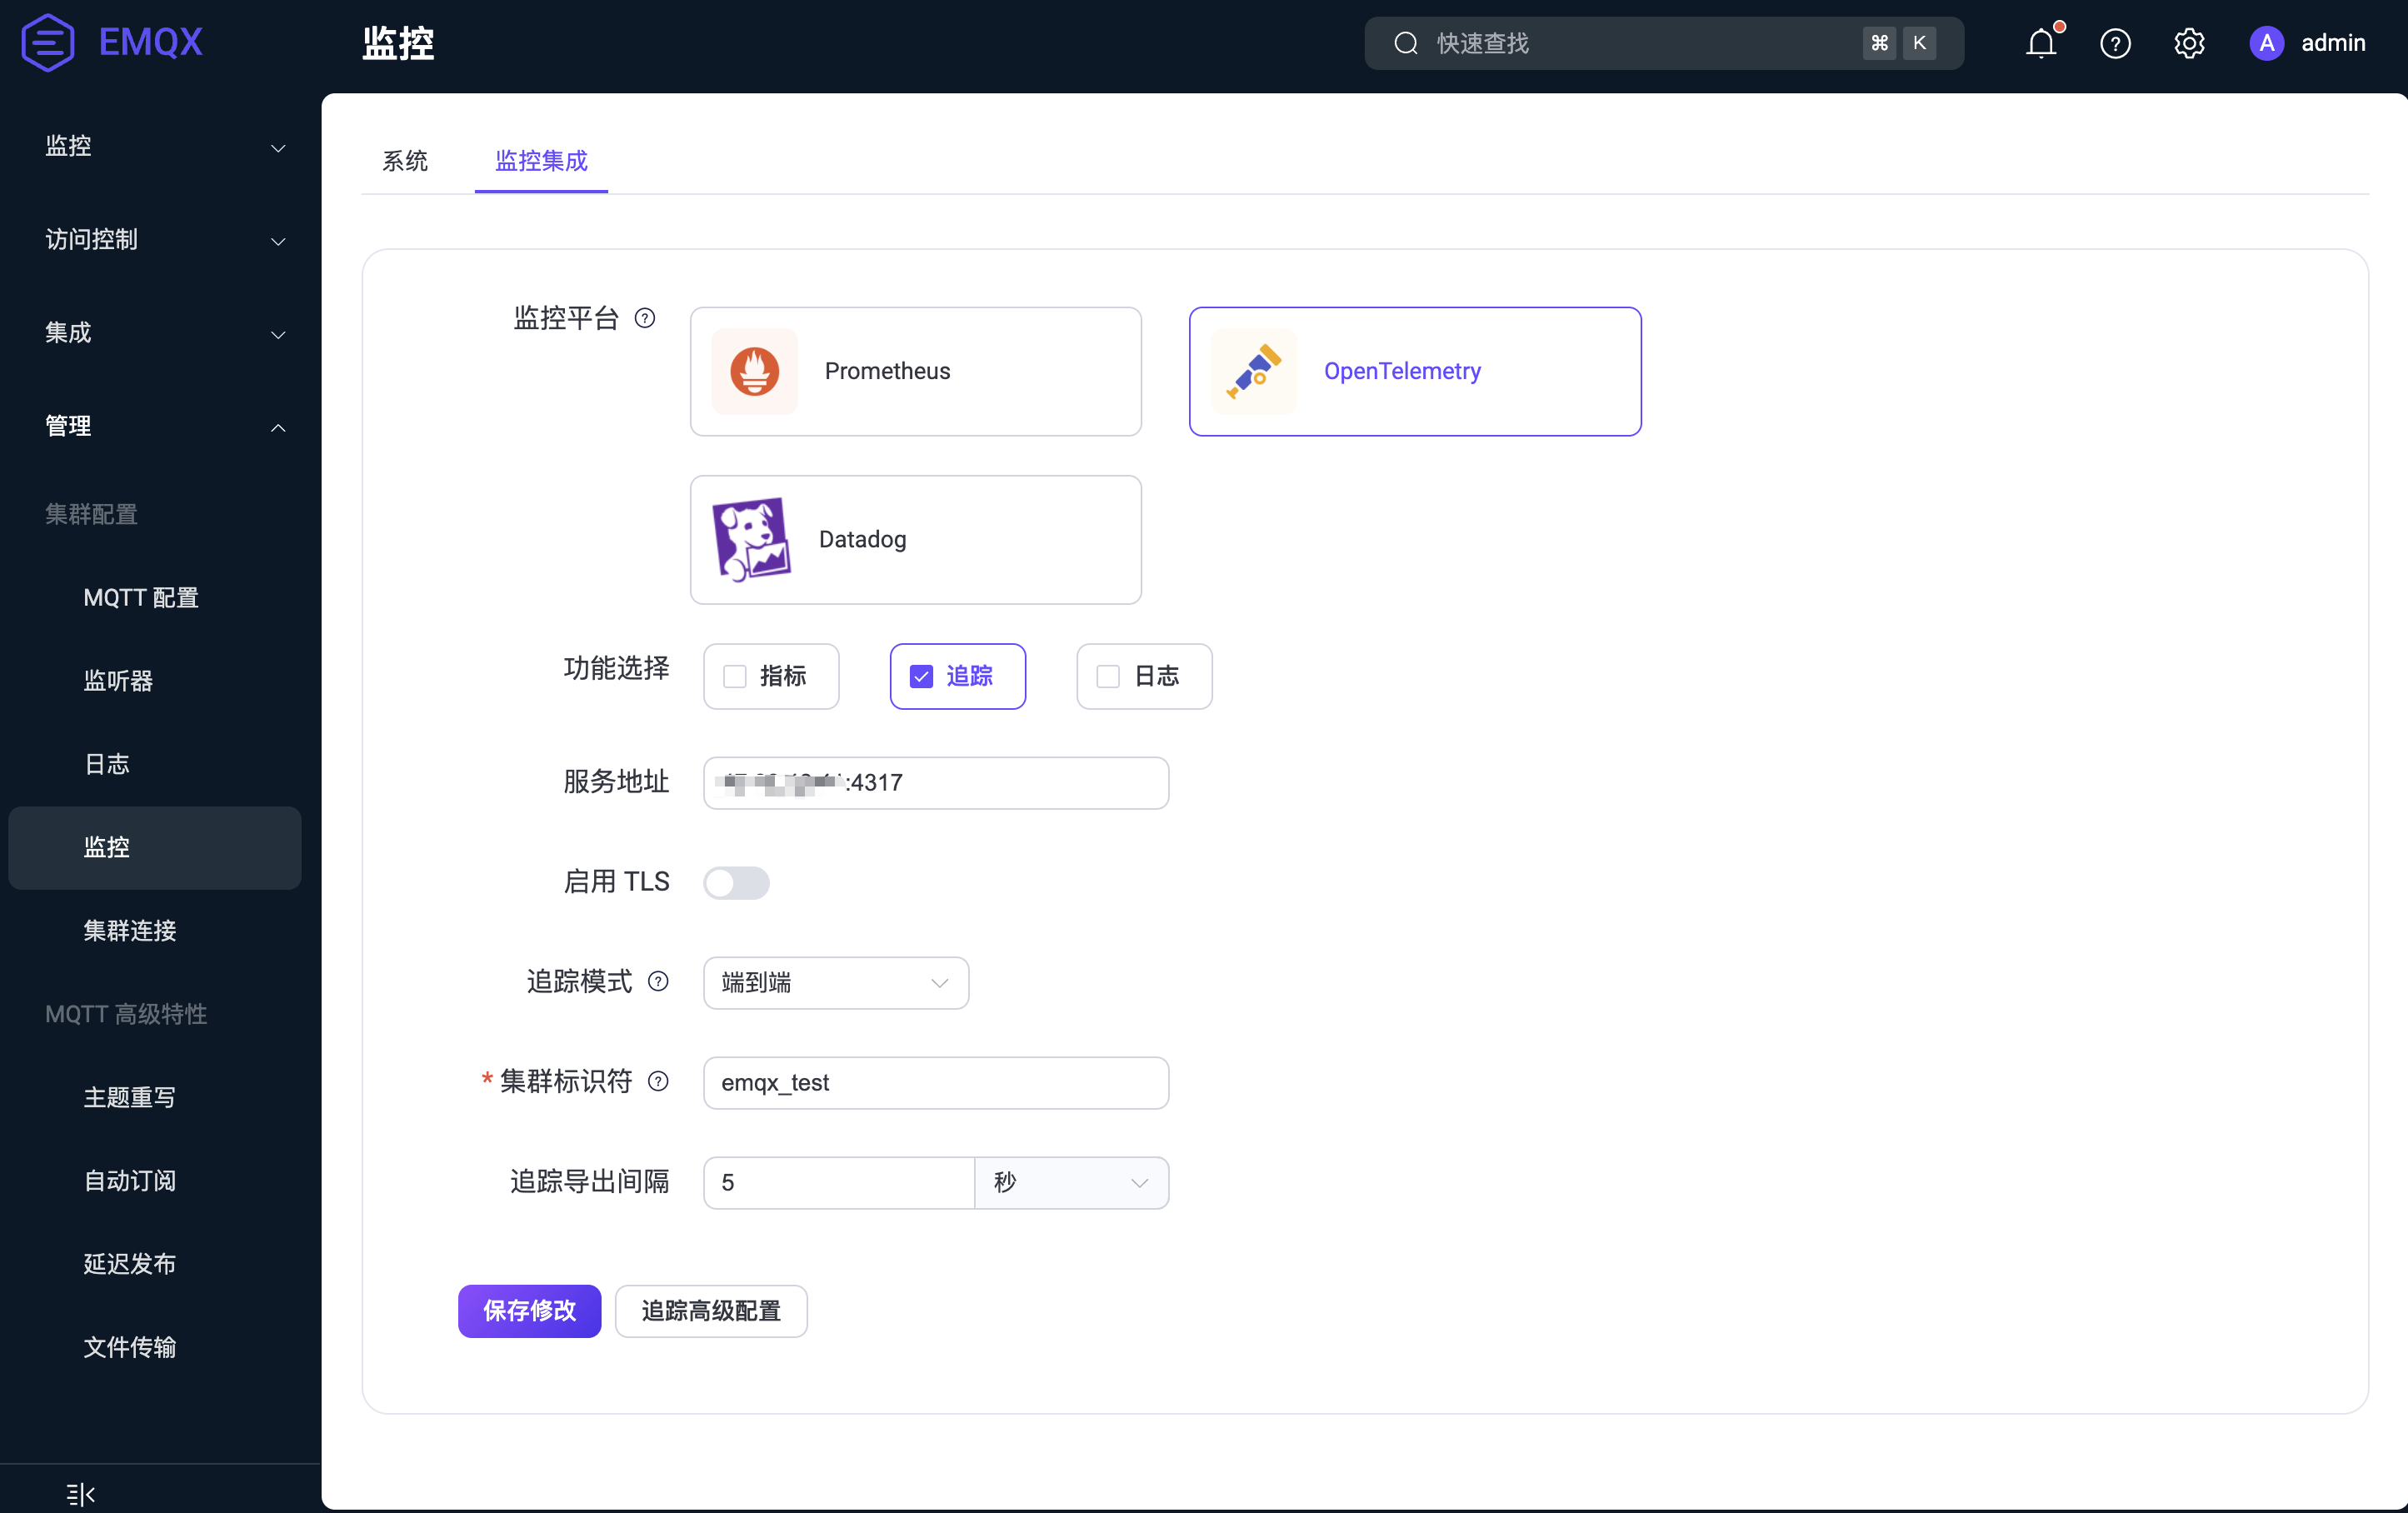 EMQX
监控
快速查找
⌘ K
A admin
监控
访问控制
集成
管理
集群配置
MQTT 配置
监听器
日志
监控
集群连接
MQTT 高级特性
主题重写
自动订阅
延迟发布
文件传输
系统 监控集成
监控平台
Prometheus
OpenTelemetry
Datadog
功能选择 指标 追踪 日志
服务地址 :4317
启用 TLS
追踪模式 端到端
* 集群标识符 emqx_test
追踪导出间隔 5 秒
保存修改 追踪高级配置